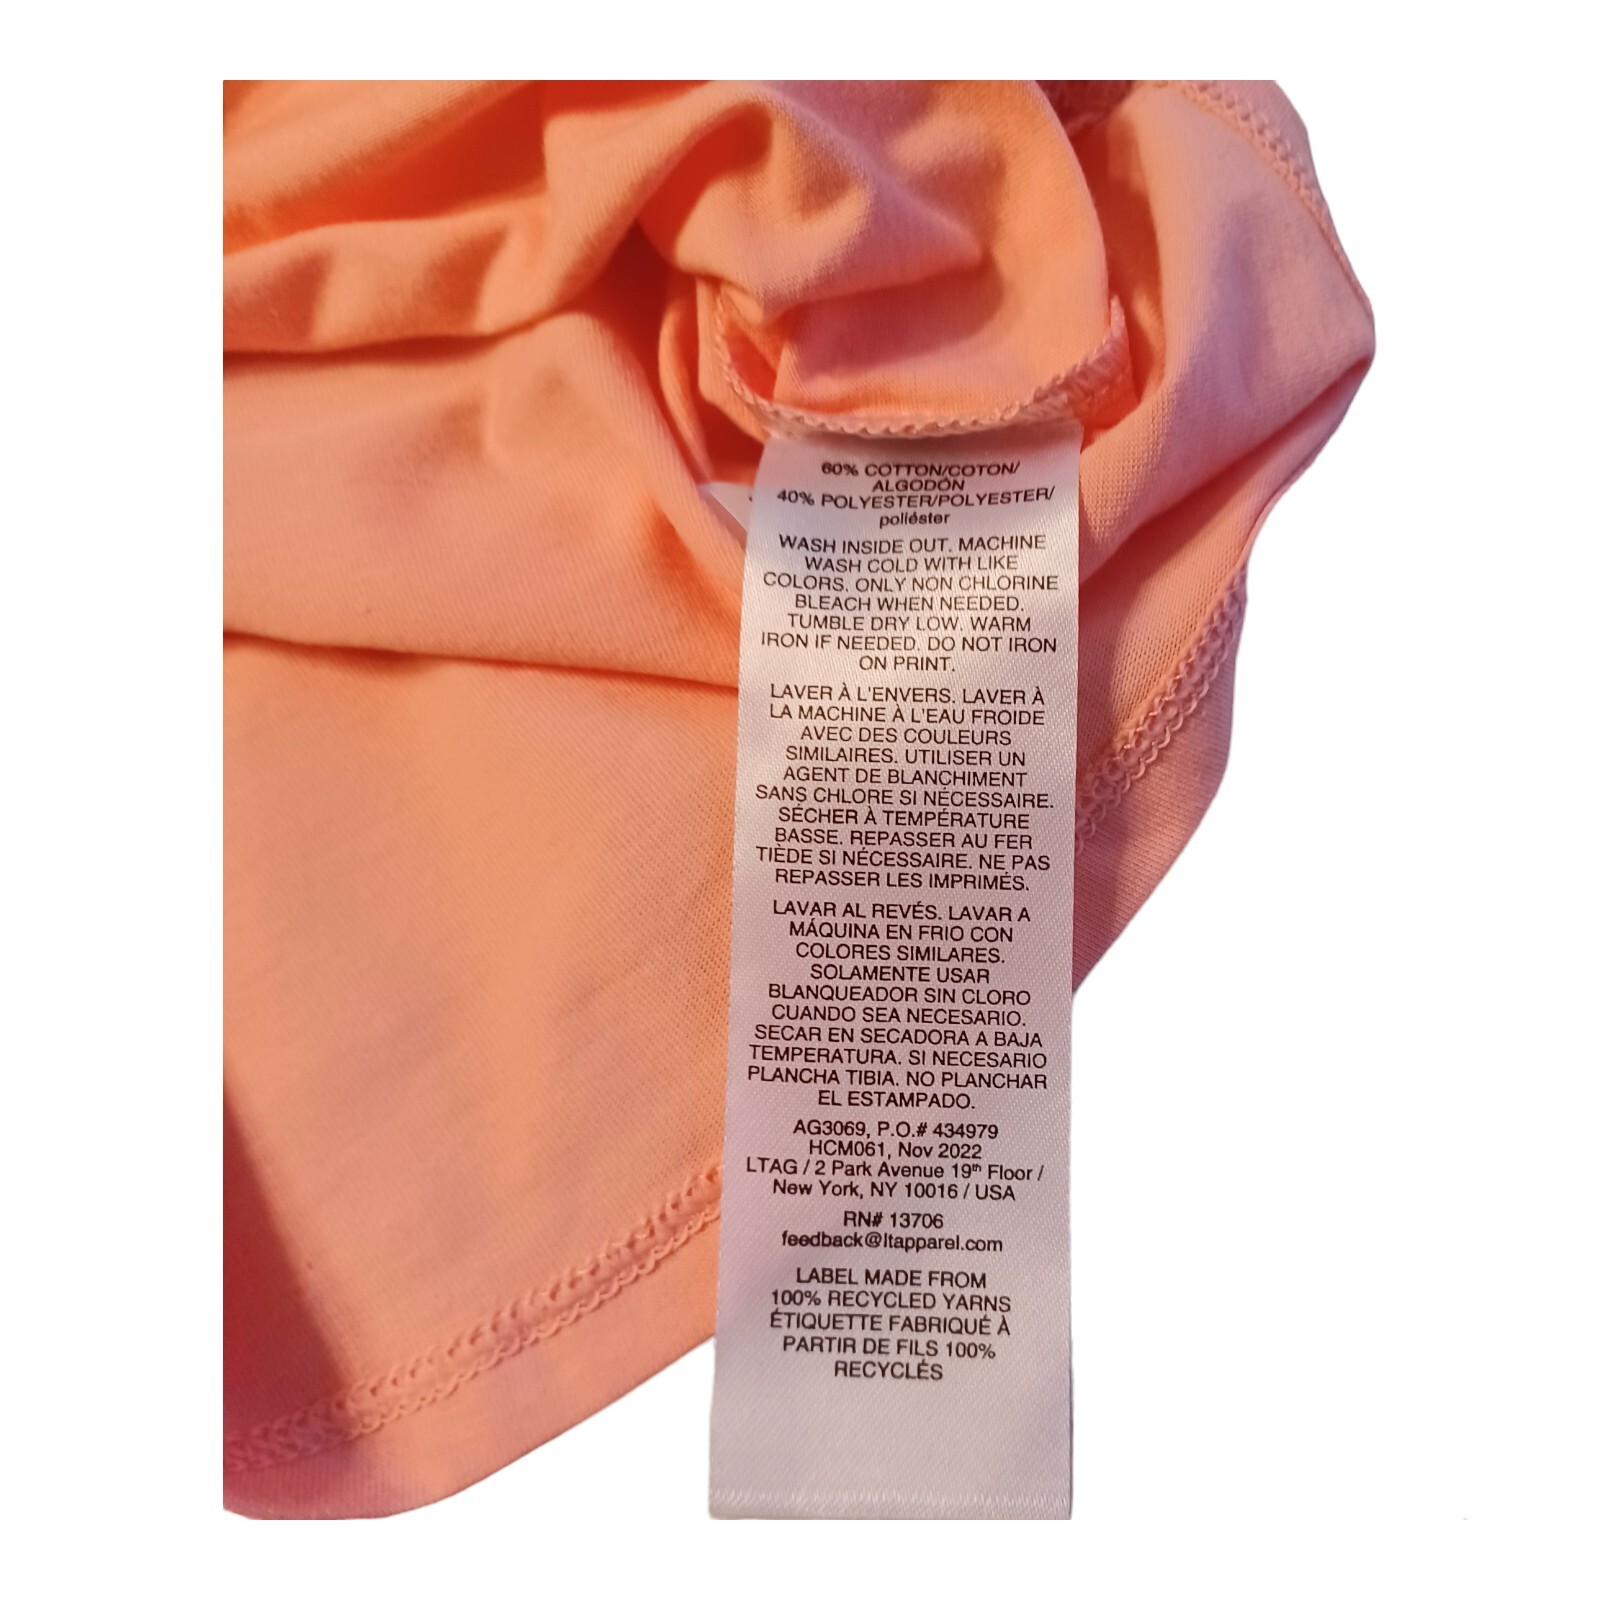 60% COTTON/COTON/
ALGODÓN
40% POLYESTER/POLYESTER/
poliéster
WASH INSIDE OUT. MACHINE
WASH COLD WITH LIKE
COLORS. ONLY NON CHLORINE
BLEACH WHEN NEEDED.
TUMBLE DRY LOW. WARM
IRON IF NEEDED. DO NOT IRON
ON PRINT.
LAVER À L'ENVERS. LAVER À
LA MACHINE À L'EAU FROIDE
AVEC DES COULEURS
SIMILAIRES. UTILISER UN
AGENT DE BLANCHIMENT
SANS CHLORE SI NÉCESSAIRE.
SÉCHER À TEMPÉRATURE
BASSE. REPASSER AU FER
TIÈDE SI NÉCESSAIRE. NE PAS
REPASSER LES IMPRIMÉS.
LAVAR AL REVÉS. LAVAR A
MÁQUINA EN FRIO CON
COLORES SIMILARES.
SOLAMENTE USAR
BLANQUEADOR SIN CLORO
CUANDO SEA NECESARIO.
SECAR EN SECADORA A BAJA
TEMPERATURA. SI NECESARIO
PLANCHA TIBIA. NO PLANCHAR
EL ESTAMPADO.
AG3069, P.O.# 434979
HCM061, Nov 2022
LTAG / 2 Park Avenue 19th Floor /
New York, NY 10016 / USA
RN# 13706
feedback@ltapparel.com
LABEL MADE FROM
100% RECYCLED YARNS
ÉTIQUETTE FABRIQUÉ À
PARTIR DE FILS 100%
RECYCLÉS